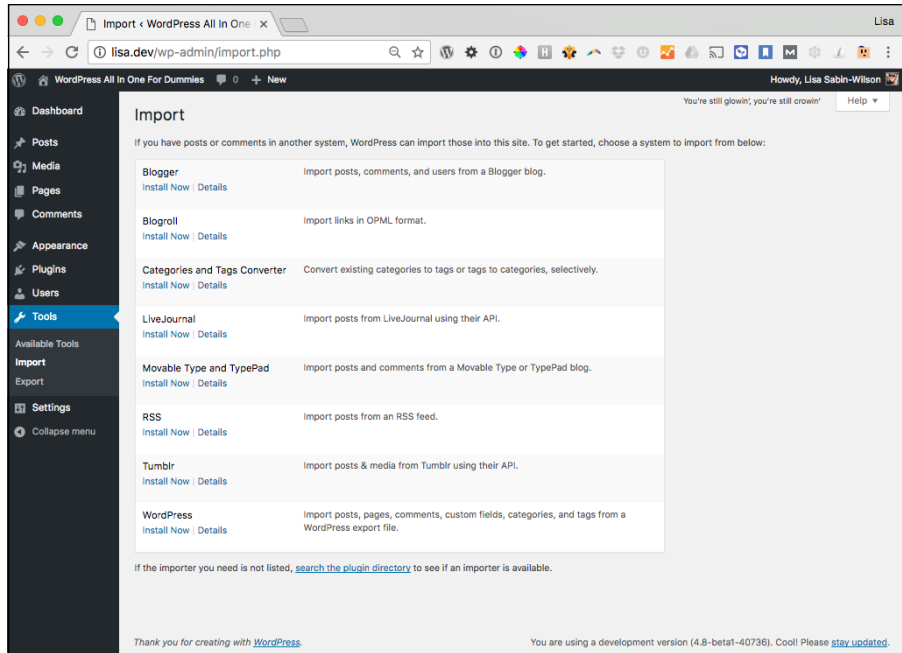 Import ‹ WordPress All In One
Lisa
lisa.dev/wp-admin/import.php
WordPress All In One For Dummies 0 + New
Howdy, Lisa Sabin-Wilson
You're still glowin', you're still crowin'
Help
Dashboard
Posts
Media
Pages
Comments
Appearance
Plugins
Users
Tools
Available Tools
Import
Export
Settings
Collapse menu
Import
If you have posts or comments in another system, WordPress can import those into this site. To get started, choose a system to import from below:
Blogger
Install Now | Details
Import posts, comments, and users from a Blogger blog.
Blogroll
Install Now | Details
Import links in OPML format.
Categories and Tags Converter
Install Now | Details
Convert existing categories to tags or tags to categories, selectively.
LiveJournal
Install Now | Details
Import posts from LiveJournal using their API.
Movable Type and TypePad
Install Now | Details
Import posts and comments from a Movable Type or TypePad blog.
RSS
Install Now | Details
Import posts from an RSS feed.
Tumblr
Install Now | Details
Import posts & media from Tumblr using their API.
WordPress
Install Now | Details
Import posts, pages, comments, custom fields, categories, and tags from a
WordPress export file.
If the importer you need is not listed, search the plugin directory to see if an importer is available.
Thank you for creating with WordPress.
You are using a development version (4.8-beta1-40736). Cool! Please stay updated.